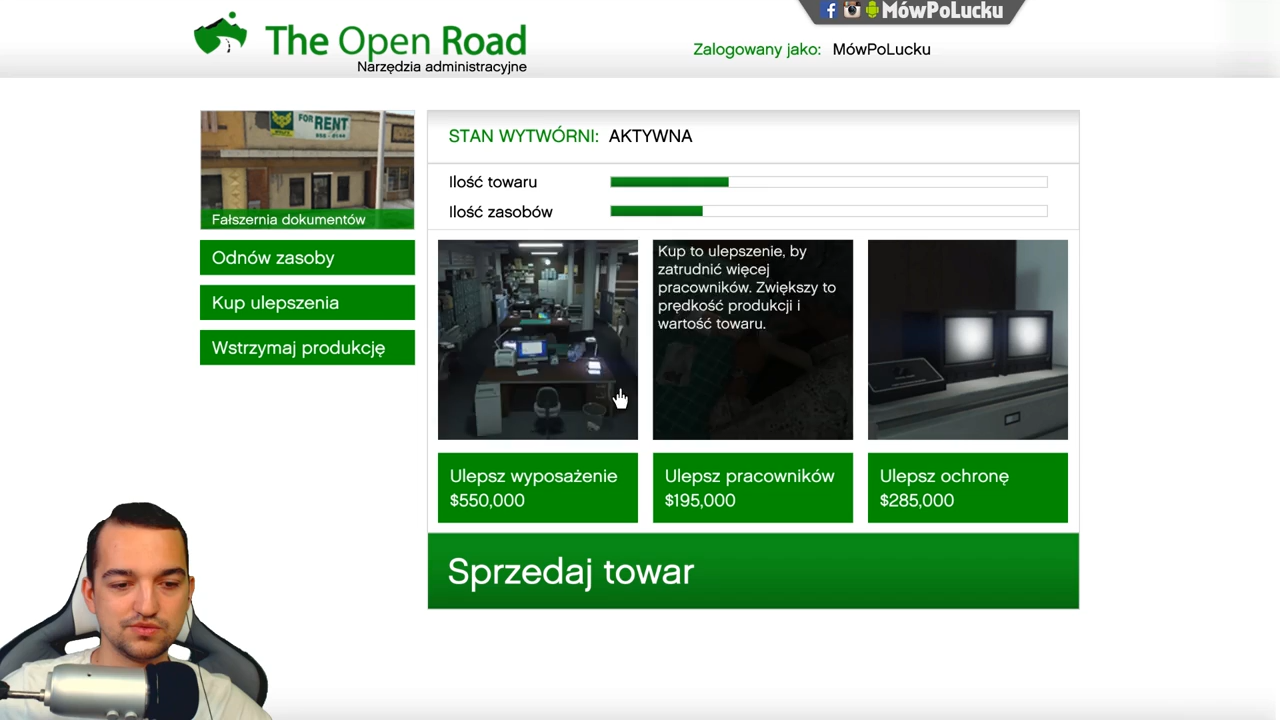 MówPoLucku
The Open Road
Narzędzia administracyjne
Zalogowany jako: MówPoLucku
FOR RENT
Fałszernia dokumentów
Odnów zasoby
Kup ulepszenia
Wstrzymaj produkcję
STAN WYTWÓRNI: AKTYWNA
Ilość towaru
Ilość zasobów
Kup to ulepszenie, by
zatrudnić więcej
pracowników. Zwiększy to
prędkość produkcji i
wartość towaru.
Ulepsz wyposażenie
$550,000
Ulepsz pracowników
$195,000
Ulepsz ochronę
$285,000
Sprzedaj towar